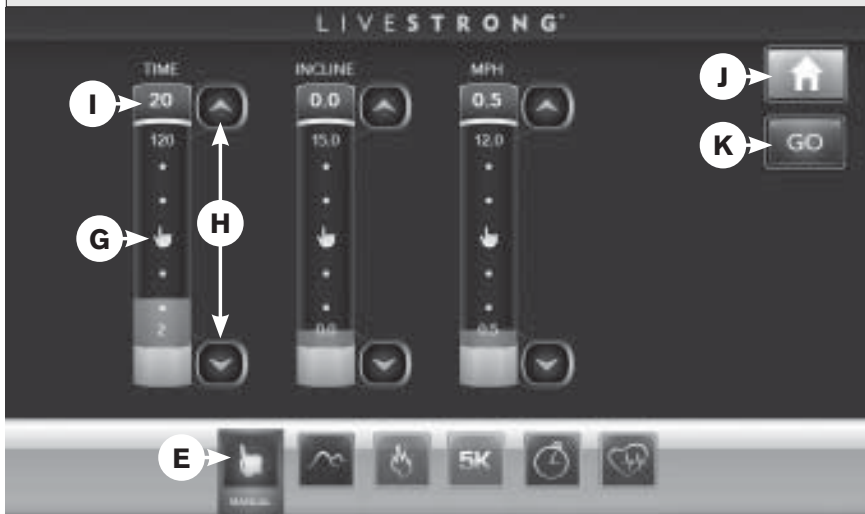 LIVESTRONG
TIME INCLINE MPH
I 20 0.0 0.5 J
120 15.0 12.0 K GO
G H
2 0.0 0.5
E 5K
MANUAL